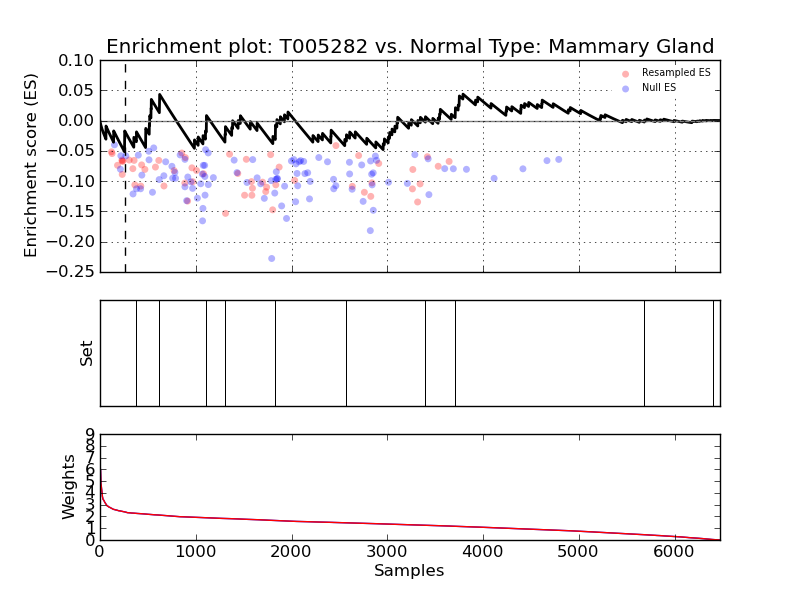 Enrichment plot: T005282 vs. Normal Type: Mammary Gland
Enrichment score (ES)
0.10
0.05
0.00
−0.05
−0.10
−0.15
−0.20
−0.25
Resampled ES
Null ES
Set
Weights
9
8
7
6
5
4
3
2
1
0
0 1000 2000 3000 4000 5000 6000
Samples